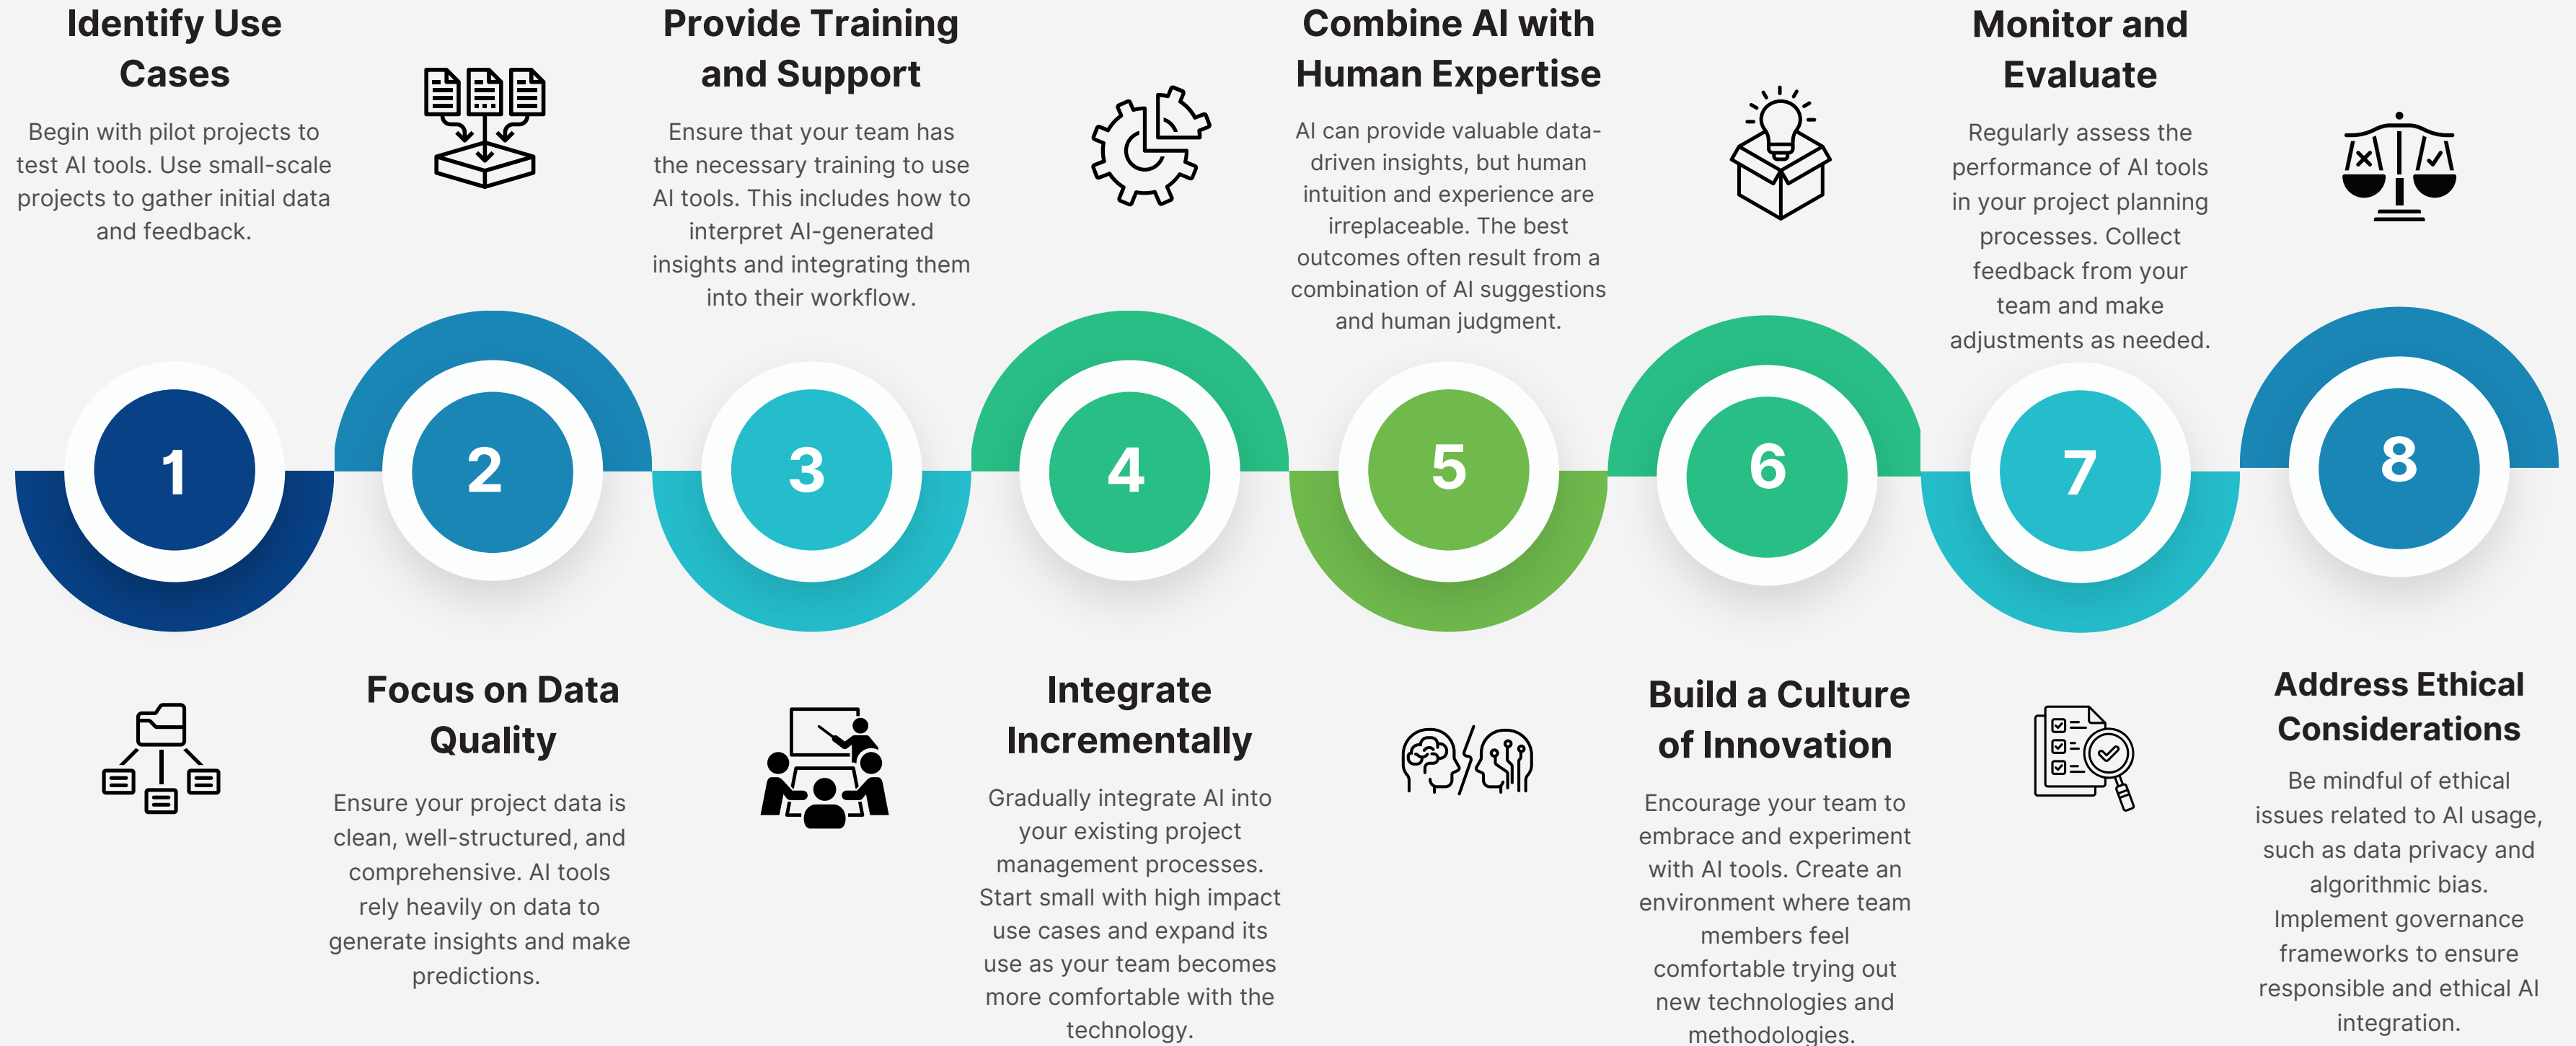 Identify Use
Cases
Begin with pilot projects to
test AI tools. Use small-scale
projects to gather initial data
and feedback.
1
2
Focus on Data
Quality
Ensure your project data is
clean, well-structured, and
comprehensive. AI tools
rely heavily on data to
generate insights and make
predictions.
Provide Training
and Support
Ensure that your team has
the necessary training to use
AI tools. This includes how to
interpret AI-generated
insights and integrating them
into their workflow.
3
4
Integrate
Incrementally
Gradually integrate AI into
your existing project
management processes.
Start small with high impact
use cases and expand its
use as your team becomes
more comfortable with the
technology.
Combine AI with
Human Expertise
AI can provide valuable data-
driven insights, but human
intuition and experience are
irreplaceable. The best
outcomes often result from a
combination of AI suggestions
and human judgment.
5
6
Build a Culture
of Innovation
Encourage your team to
embrace and experiment
with AI tools. Create an
environment where team
members feel
comfortable trying out
new technologies and
methodologies.
Monitor and
Evaluate
Regularly assess the
performance of AI tools
in your project planning
processes. Collect
feedback from your
team and make
adjustments as needed.
7
8
Address Ethical
Considerations
Be mindful of ethical
issues related to AI usage,
such as data privacy and
algorithmic bias.
Implement governance
frameworks to ensure
responsible and ethical AI
integration.